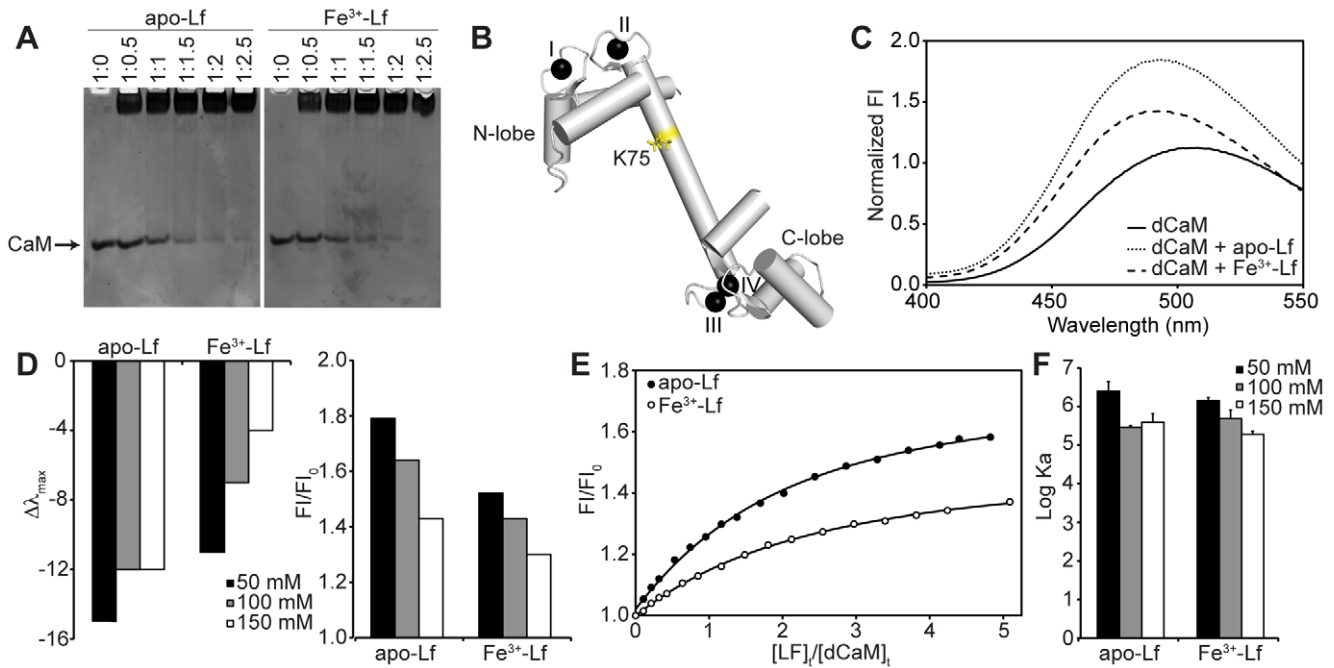 A
apo-Lf
Fe³⁺-Lf
1:0
1:0.5
1:1
1:1.5
1:2
1:2.5
1:0
1:0.5
1:1
1:1.5
1:2
1:2.5
CaM
B
I
II
N-lobe
K75
C-lobe
IV
III
C
Normalized FI
2.0
1.5
1.0
0.5
0.0
400
450
500
550
Wavelength (nm)
dCaM
dCaM + apo-Lf
dCaM + Fe³⁺-Lf
D
apo-Lf
Fe³⁺-Lf
Δλmax
0
-4
-8
-12
-16
50 mM
100 mM
150 mM
FI/FI₀
2.0
1.8
1.6
1.4
1.2
1.0
apo-Lf
Fe³⁺-Lf
E
FI/FI₀
1.8
1.6
1.4
1.2
1.0
apo-Lf
Fe³⁺-Lf
0
1
2
3
4
5
[LF]t/[dCaM]t
F
Log Ka
7
6
5
4
3
2
1
0
50 mM
100 mM
150 mM
apo-Lf
Fe³⁺-Lf